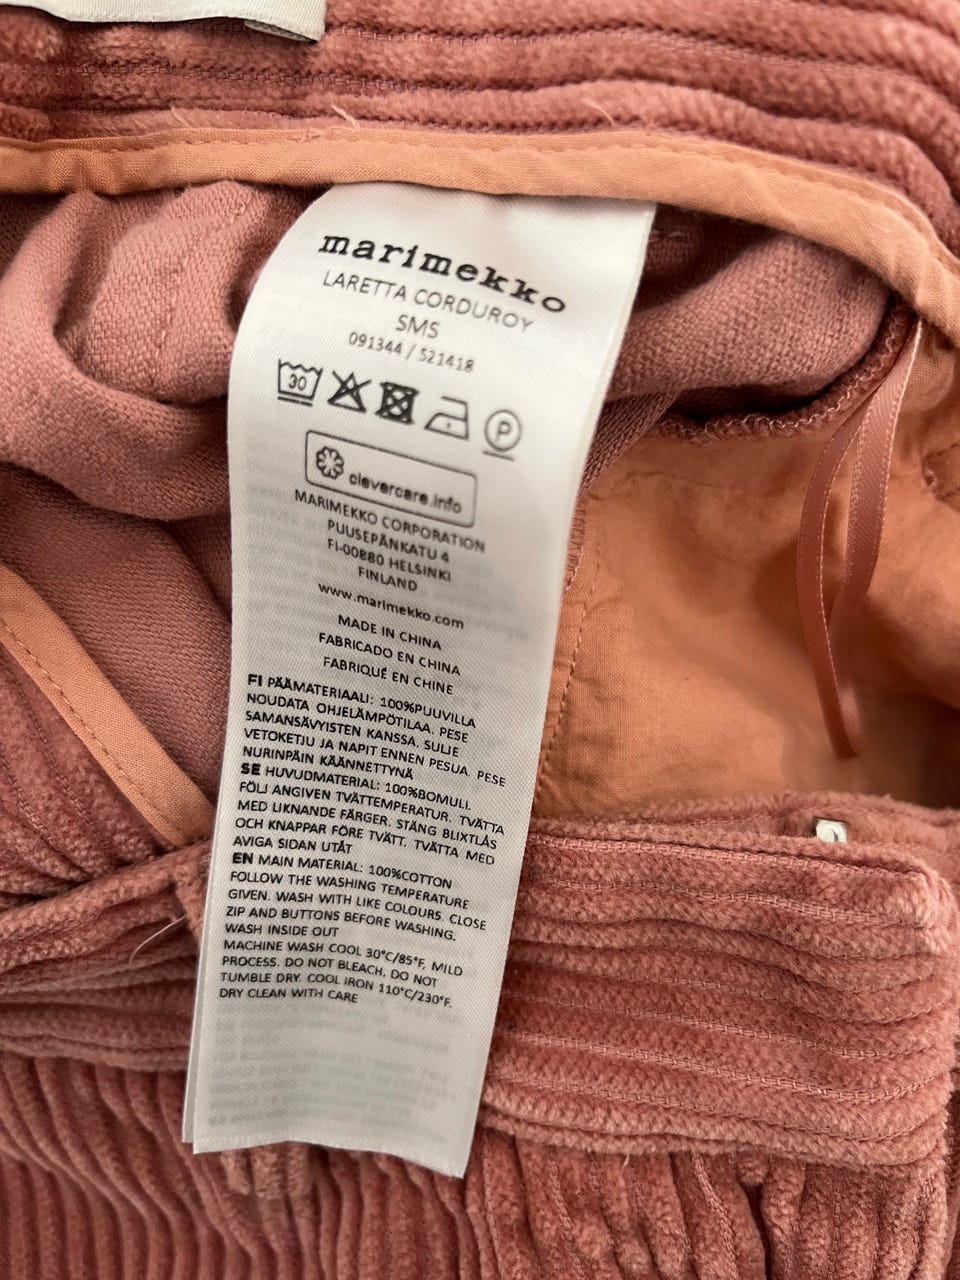 marimekko
LARETTA CORDUROY
SMS
091344 / 521418
30
P
clevercare.info
MARIMEKKO CORPORATION
PUUSEPÄNKATU 4
FI-00880 HELSINKI
FINLAND
www.marimekko.com
MADE IN CHINA
FABRICADO EN CHINA
FABRIQUÉ EN CHINE
FI PÄÄMATERIAALI: 100%PUUVILLA
NOUDATA OHJELÄMPÖTILAA. PESE
SAMANSÄVYISTEN KANSSA. SULJE
VETOKETJU JA NAPIT ENNEN PESUA. PESE
NURINPÄIN KÄÄNNETTYNÄ
SE HUVUDMATERIAL: 100%BOMULL
FÖLJ ANGIVEN TVÄTTEMPERATUR. TVÄTTA
MED LIKNANDE FÄRGER. STÄNG BLIXTLÅS
OCH KNAPPAR FÖRE TVÄTT. TVÄTTA MED
AVIGA SIDAN UTÅT
EN MAIN MATERIAL: 100%COTTON
FOLLOW THE WASHING TEMPERATURE
GIVEN. WASH WITH LIKE COLOURS. CLOSE
ZIP AND BUTTONS BEFORE WASHING.
WASH INSIDE OUT
MACHINE WASH COOL 30°C/85°F, MILD
PROCESS. DO NOT BLEACH, DO NOT
TUMBLE DRY. COOL IRON 110°C/230°F.
DRY CLEAN WITH CARE